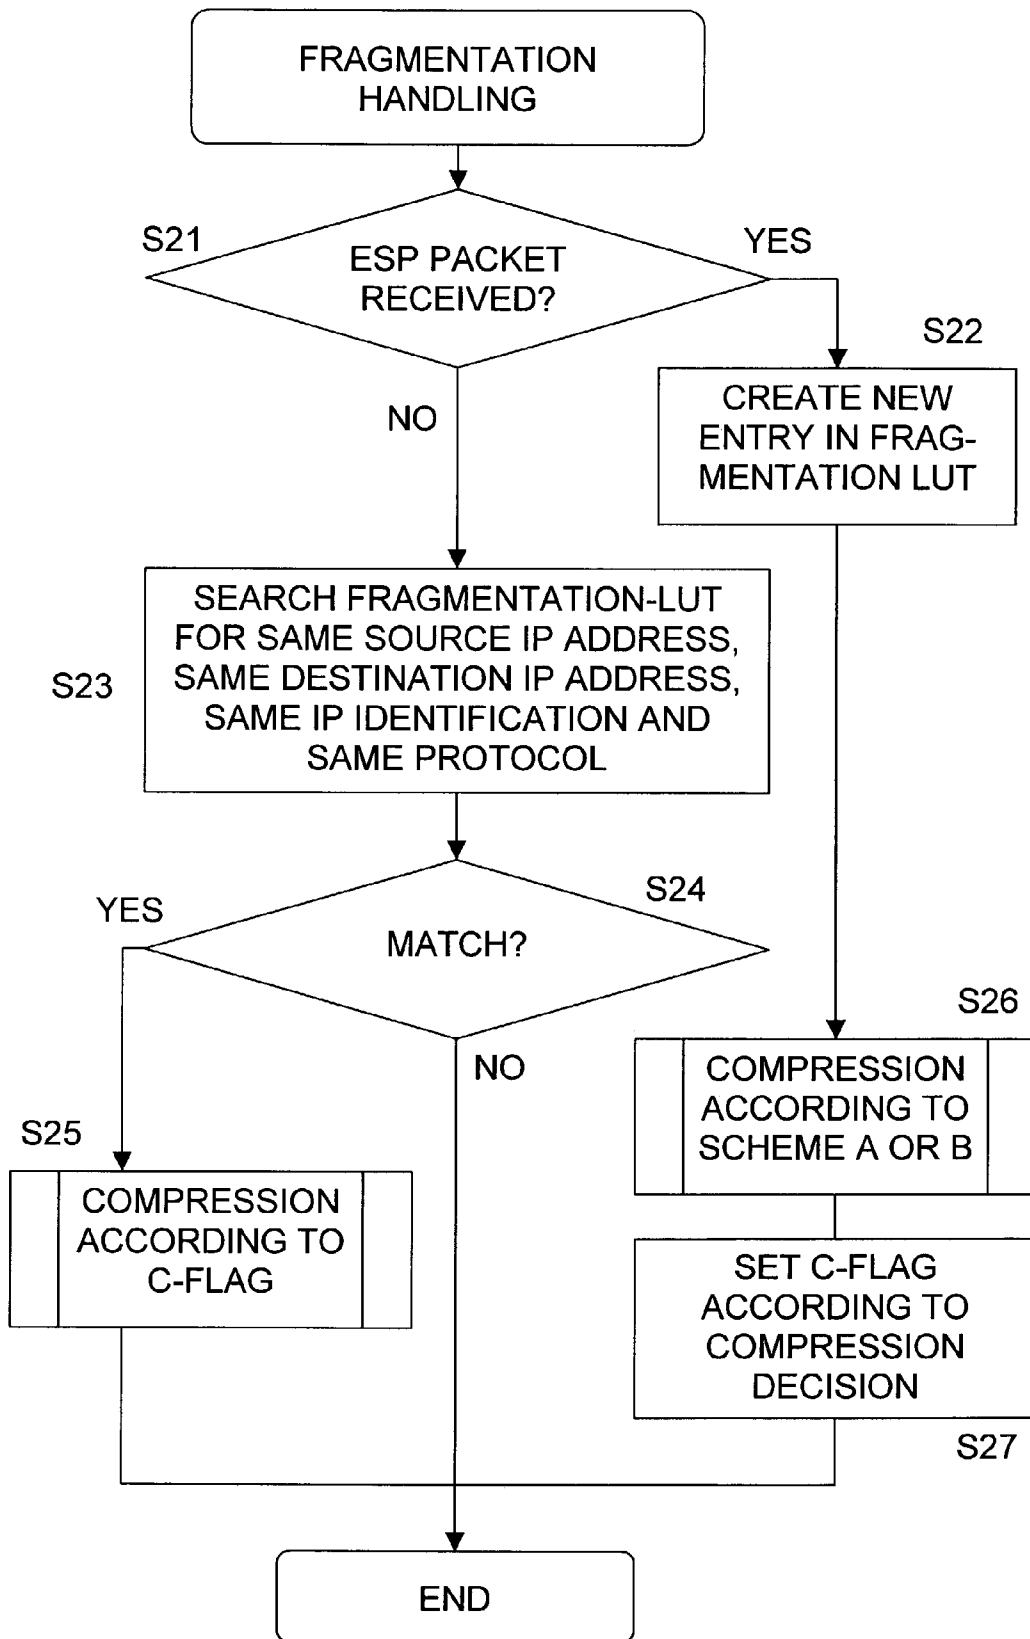 FRAGMENTATION
HANDLING
S21
ESP PACKET
RECEIVED?
YES
NO
S22
CREATE NEW
ENTRY IN FRAG-
MENTATION LUT
S23
SEARCH FRAGMENTATION-LUT
FOR SAME SOURCE IP ADDRESS,
SAME DESTINATION IP ADDRESS,
SAME IP IDENTIFICATION AND
SAME PROTOCOL
S24
YES
MATCH?
NO
S25
COMPRESSION
ACCORDING TO
C-FLAG
S26
COMPRESSION
ACCORDING TO
SCHEME A OR B
SET C-FLAG
ACCORDING TO
COMPRESSION
DECISION
S27
END